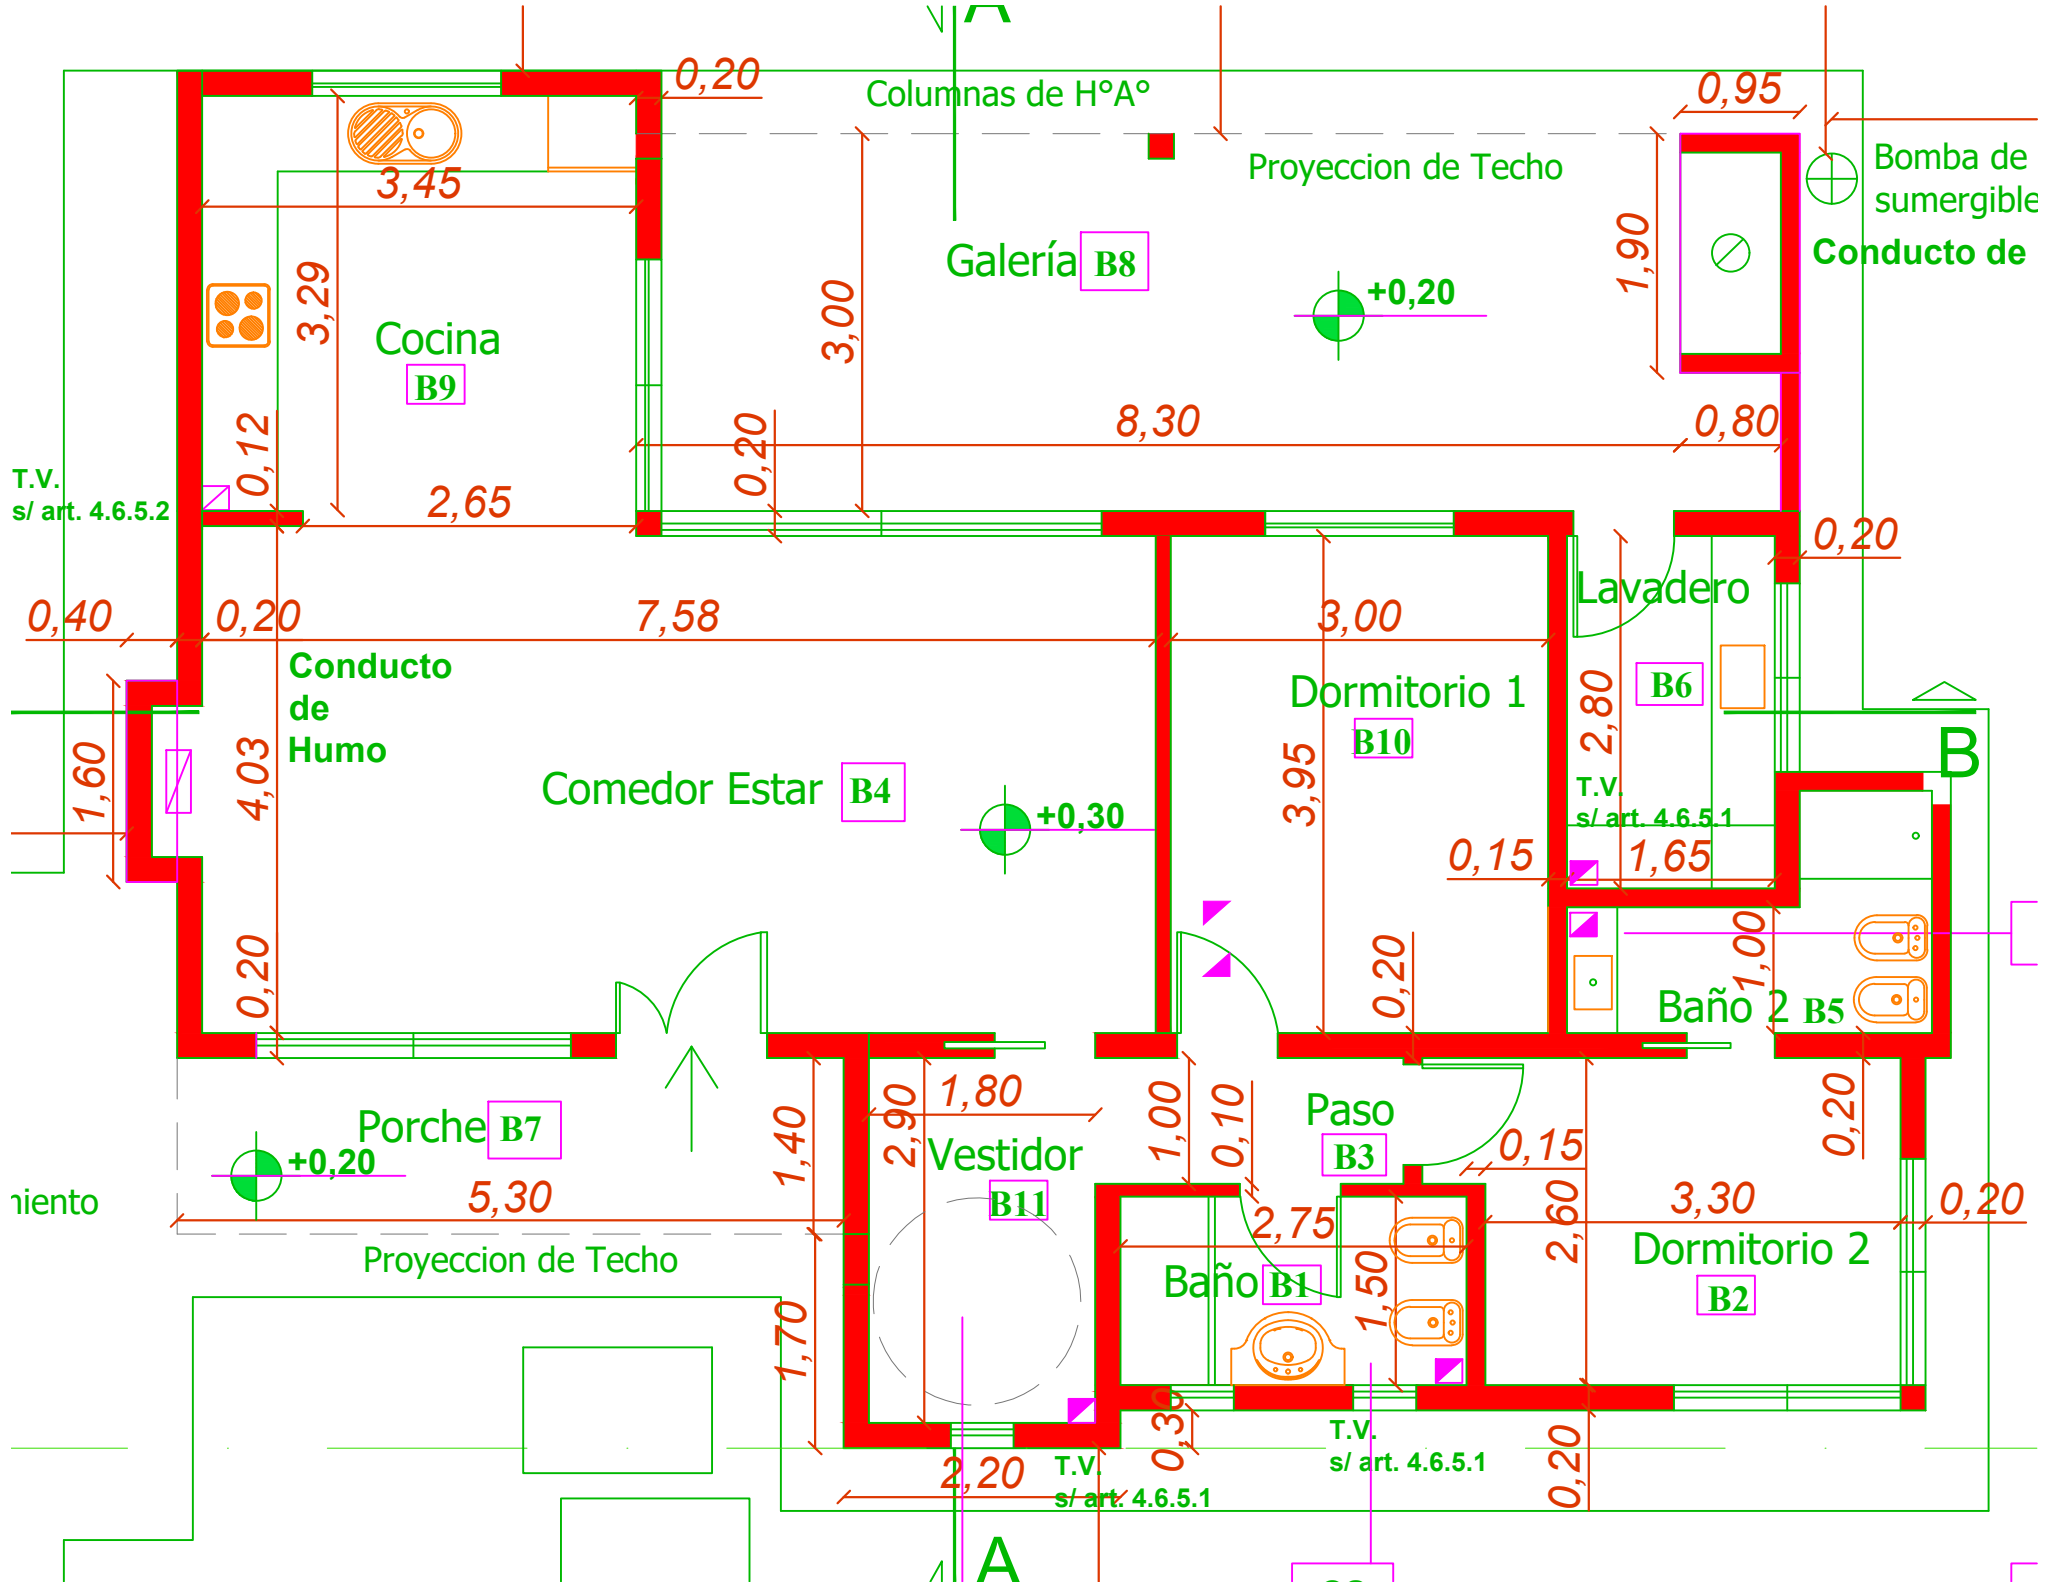 A
0,20
Columnas de H°A°
0,95
Proyeccion de Techo
Bomba de
sumergible
3,45
1,90
Conducto de
Galería B8
+0,20
3,29
3,00
Cocina
B9
0,12
0,20
8,30
0,80
T.V.
s/ art. 4.6.5.2
2,65
0,20
Lavadero
0,40
0,20
7,58
3,00
Conducto
de
Humo
Dormitorio 1
B10
B6
2,80
B
1,60
4,03
Comedor Estar B4
+0,30
3,95
T.V.
s/ art. 4.6.5.1
0,15
1,65
0,20
0,20
1,00
Baño 2 B5
1,80
2,90
1,40
1,00
0,10
Paso
B3
0,15
0,20
Porche B7
+0,20
Vestidor
B11
5,30
2,75
2,60
3,30
0,20
Proyeccion de Techo
Baño B1
1,50
Dormitorio 2
B2
1,70
0,30
T.V.
s/ art. 4.6.5.1
0,20
2,20
T.V.
s/ art. 4.6.5.1
A